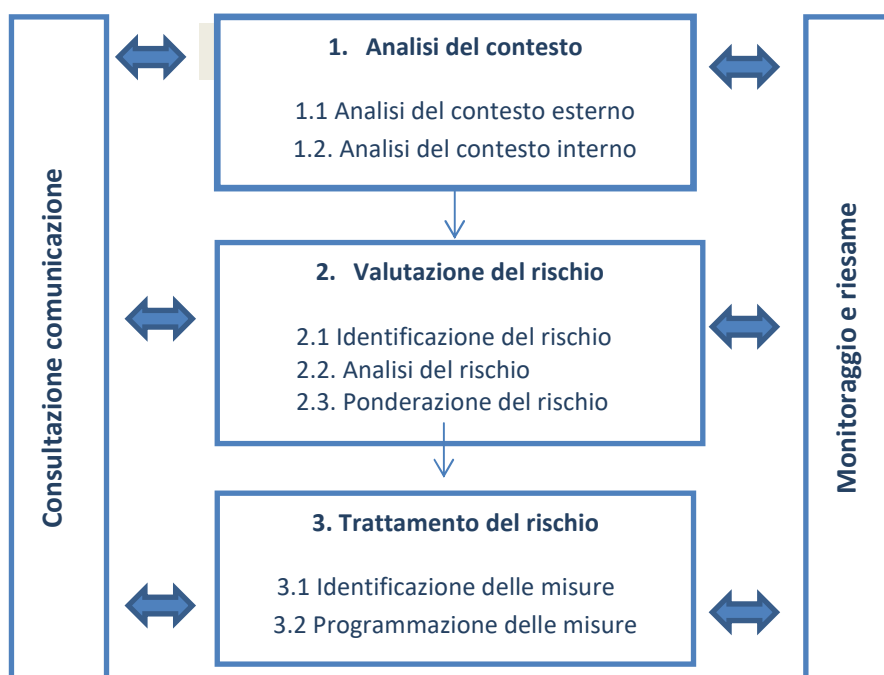 Consultazione comunicazione
1. Analisi del contesto
1.1 Analisi del contesto esterno
1.2. Analisi del contesto interno
2. Valutazione del rischio
2.1 Identificazione del rischio
2.2. Analisi del rischio
2.3. Ponderazione del rischio
3. Trattamento del rischio
3.1 Identificazione delle misure
3.2 Programmazione delle misure
Monitoraggio e riesame